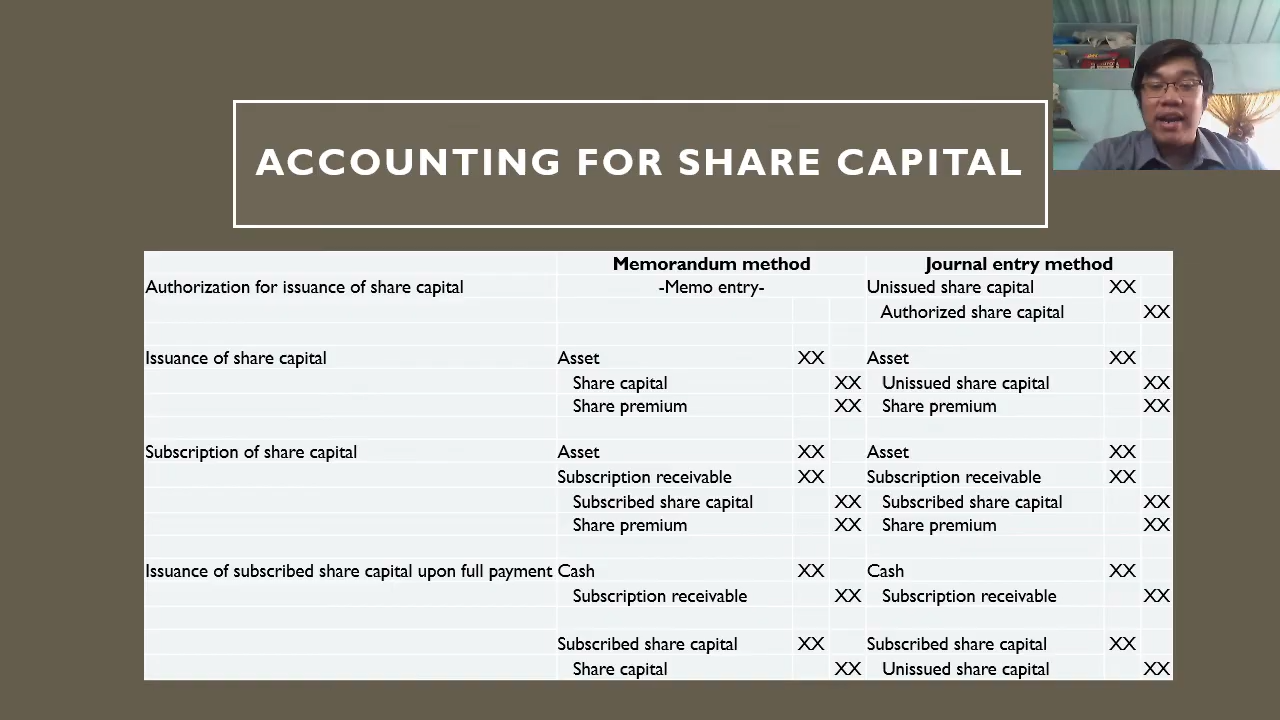 ACCOUNTING FOR SHARE CAPITAL
Memorandum method Journal entry method
Authorization for issuance of share capital -Memo entry- Unissued share capital XX
Authorized share capital XX
Issuance of share capital Asset XX Asset XX
Share capital XX Unissued share capital XX
Share premium XX Share premium XX
Subscription of share capital Asset XX Asset XX
Subscription receivable XX Subscription receivable XX
Subscribed share capital XX Subscribed share capital XX
Share premium XX Share premium XX
Issuance of subscribed share capital upon full payment Cash XX Cash XX
Subscription receivable XX Subscription receivable XX
Subscribed share capital XX Subscribed share capital XX
Share capital XX Unissued share capital XX